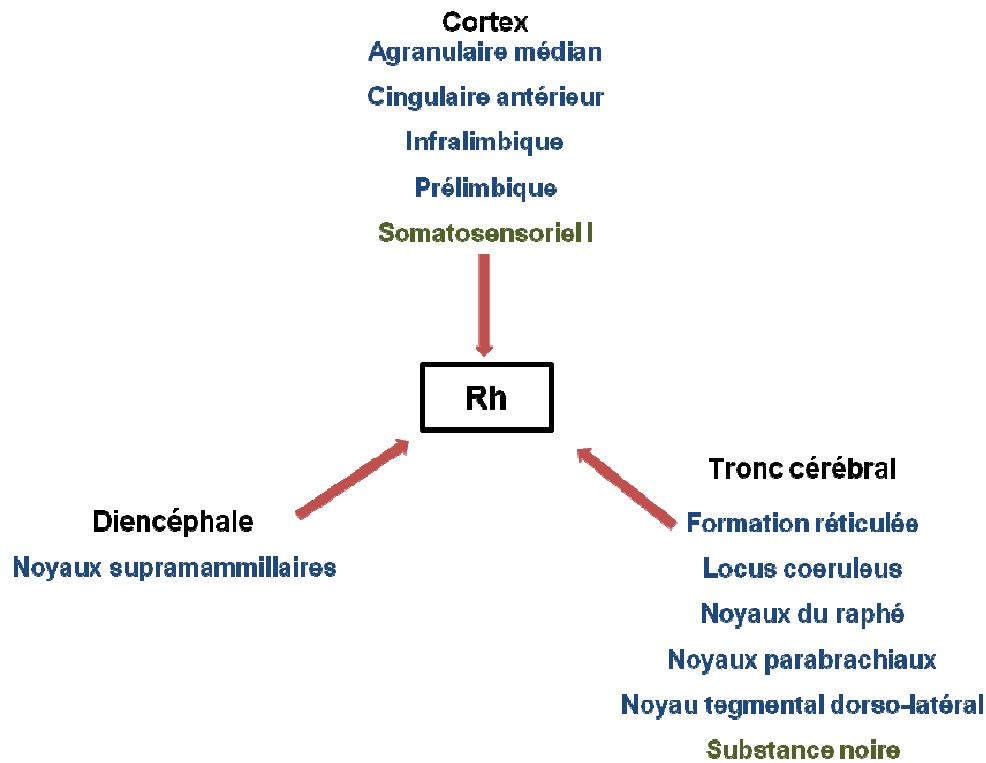 Cortex
Agranulaire médian
Cingulaire antérieur
Infralimbique
Prélimbique
Somatosensoriel I
Rh
Diencéphale
Noyaux supramammillaires
Tronc cérébral
Formation réticulée
Locus coeruleus
Noyaux du raphé
Noyaux parabrachiaux
Noyau tegmental dorso-latéral
Substance noire